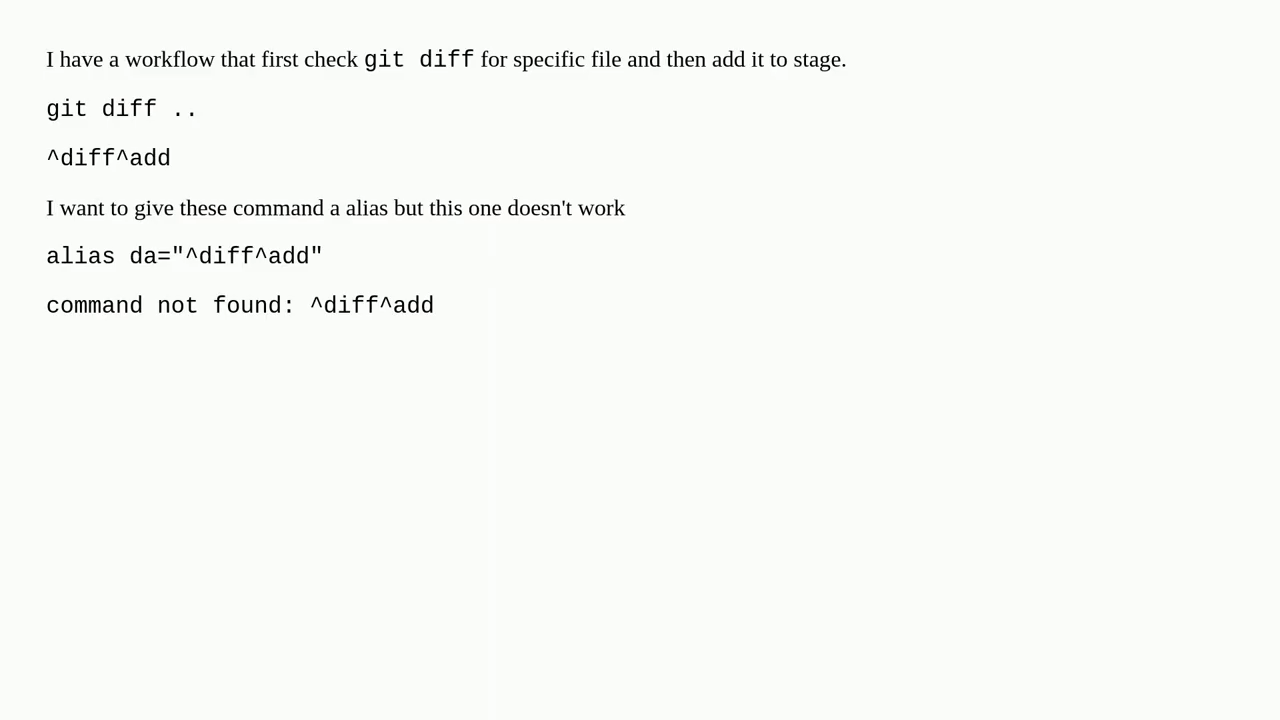 I have a workflow that first check git diff for specific file and then add it to stage.
git diff ..
^diff^add
I want to give these command a alias but this one doesn't work
alias da="^diff^add"
command not found: ^diff^add